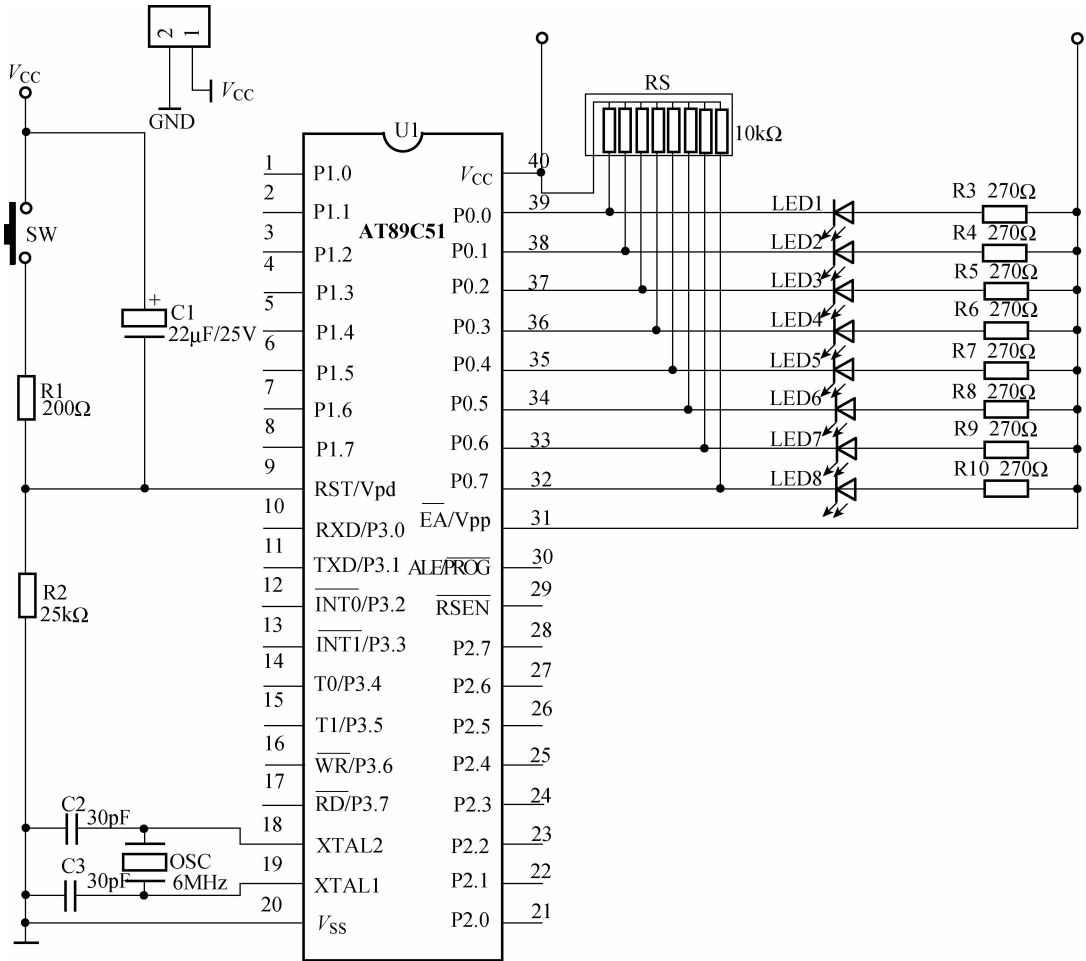 2 1
VCC
VCC
GND
RS
10kΩ
U1
AT89C51
SW
+
C1
22μF/25V
R1
200Ω
R2
25kΩ
C2
30pF
C3
30pF
OSC
6MHz
1 P1.0
2 P1.1
3 P1.2
4 P1.3
5 P1.4
6 P1.5
7 P1.6
8 P1.7
9 RST/Vpd
10 RXD/P3.0
11 TXD/P3.1
12 INT0/P3.2
13 INT1/P3.3
14 T0/P3.4
15 T1/P3.5
16 WR/P3.6
17 RD/P3.7
18 XTAL2
19 XTAL1
20 VSS
VCC 40
P0.0 39
P0.1 38
P0.2 37
P0.3 36
P0.4 35
P0.5 34
P0.6 33
P0.7 32
EA/Vpp 31
ALE/PROG 30
RSEN 29
P2.7 28
P2.6 27
P2.5 26
P2.4 25
P2.3 24
P2.2 23
P2.1 22
P2.0 21
LED1 R3 270Ω
LED2 R4 270Ω
LED3 R5 270Ω
LED4 R6 270Ω
LED5 R7 270Ω
LED6 R8 270Ω
LED7 R9 270Ω
LED8 R10 270Ω